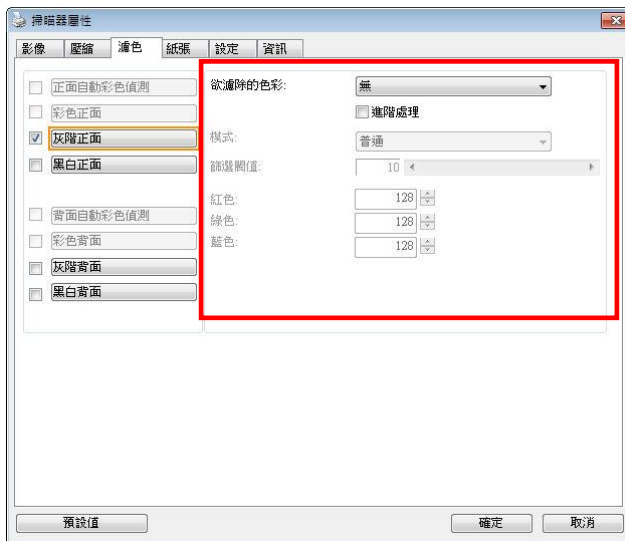 掃瞄器屬性
影像 壓縮 濾色 紙張 設定 資訊
正面自動彩色偵測
彩色正面
灰階正面
黑白正面
背面自動彩色偵測
彩色背面
灰階背面
黑白背面
欲濾除的色彩: 無
進階處理
模式: 普通
篩選閥值: 10
紅色: 128
綠色: 128
藍色: 128
預設值 確定 取消